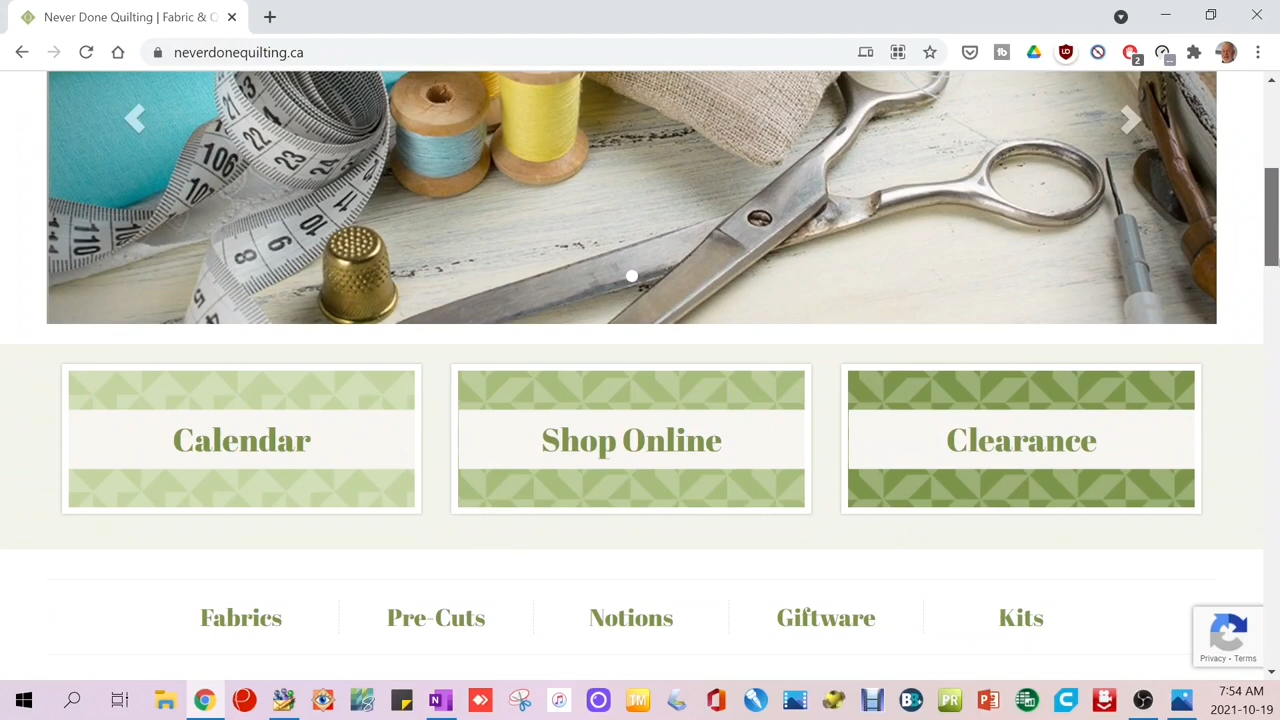 Never Done Quilting | Fabric & Q
neverdonequilting.ca
2
Calendar
Shop Online
Clearance
Fabrics
Pre-Cuts
Notions
Giftware
Kits
Privacy - Terms
7:54 AM
2021-10-19